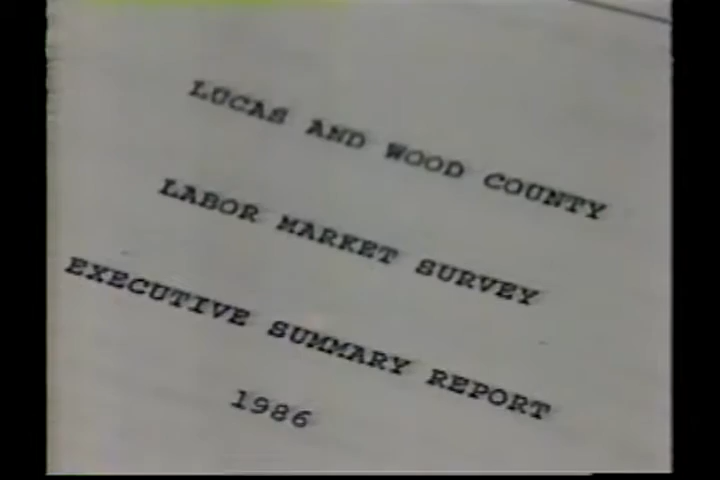 LUCAS AND WOOD COUNTY
LABOR MARKET SURVEY
EXECUTIVE SUMMARY REPORT
1986